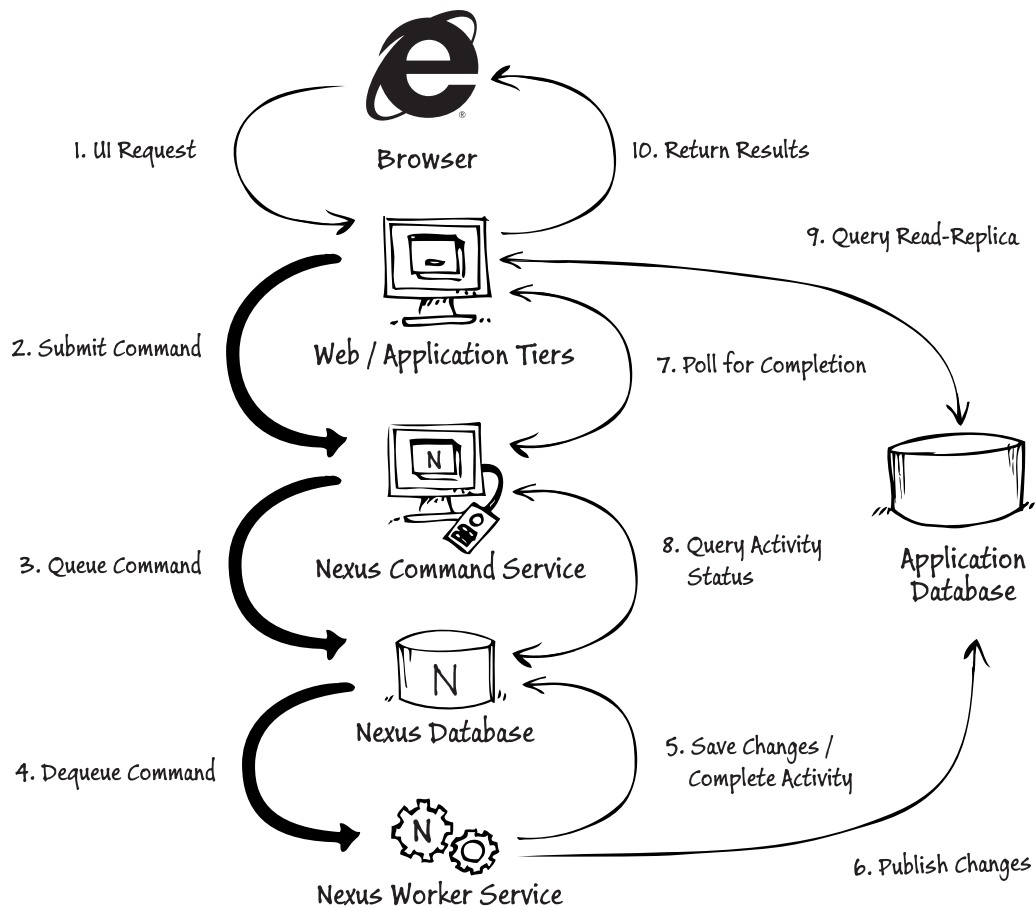 ®
Browser
1. UI Request
10. Return Results
9. Query Read-Replica
Web / Application Tiers
2. Submit Command
7. Poll for Completion
N
Nexus Command Service
3. Queue Command
8. Query Activity
Status
Application
Database
N
Nexus Database
4. Dequeue Command
5. Save Changes /
Complete Activity
N
Nexus Worker Service
6. Publish Changes